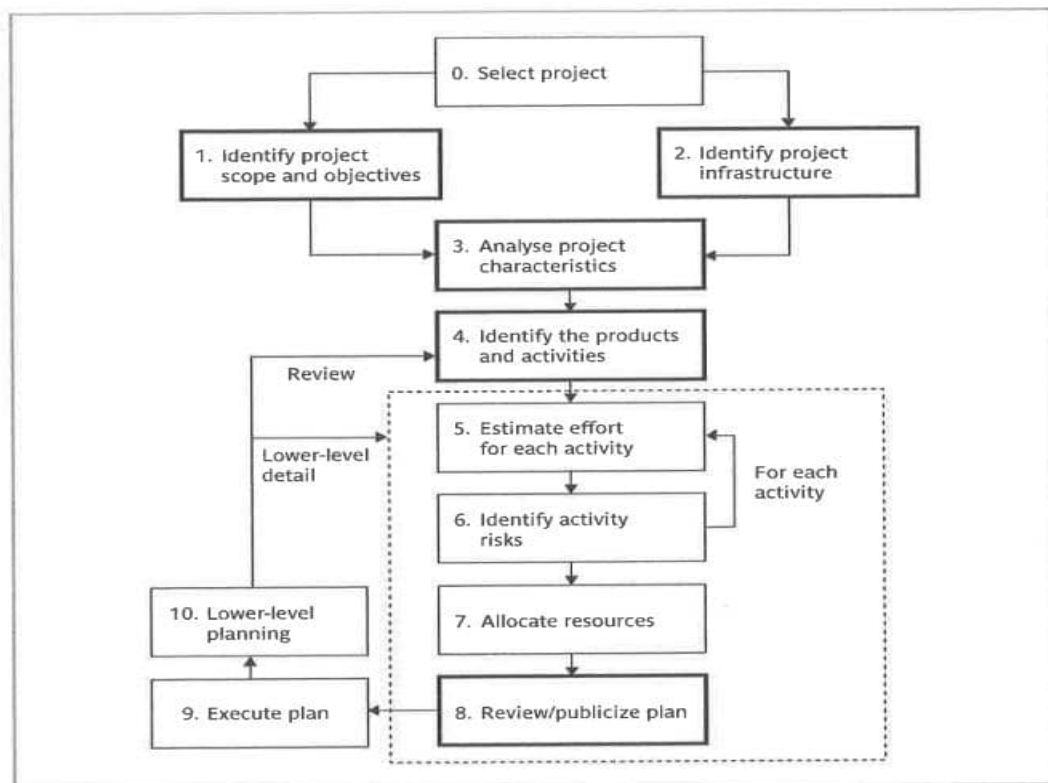 0. Select project
1. Identify project
scope and objectives
2. Identify project
infrastructure
3. Analyse project
characteristics
4. Identify the products
and activities
Review
5. Estimate effort
for each activity
Lower-level
detail
For each
activity
6. Identify activity
risks
10. Lower-level
planning
7. Allocate resources
9. Execute plan
8. Review/publicize plan